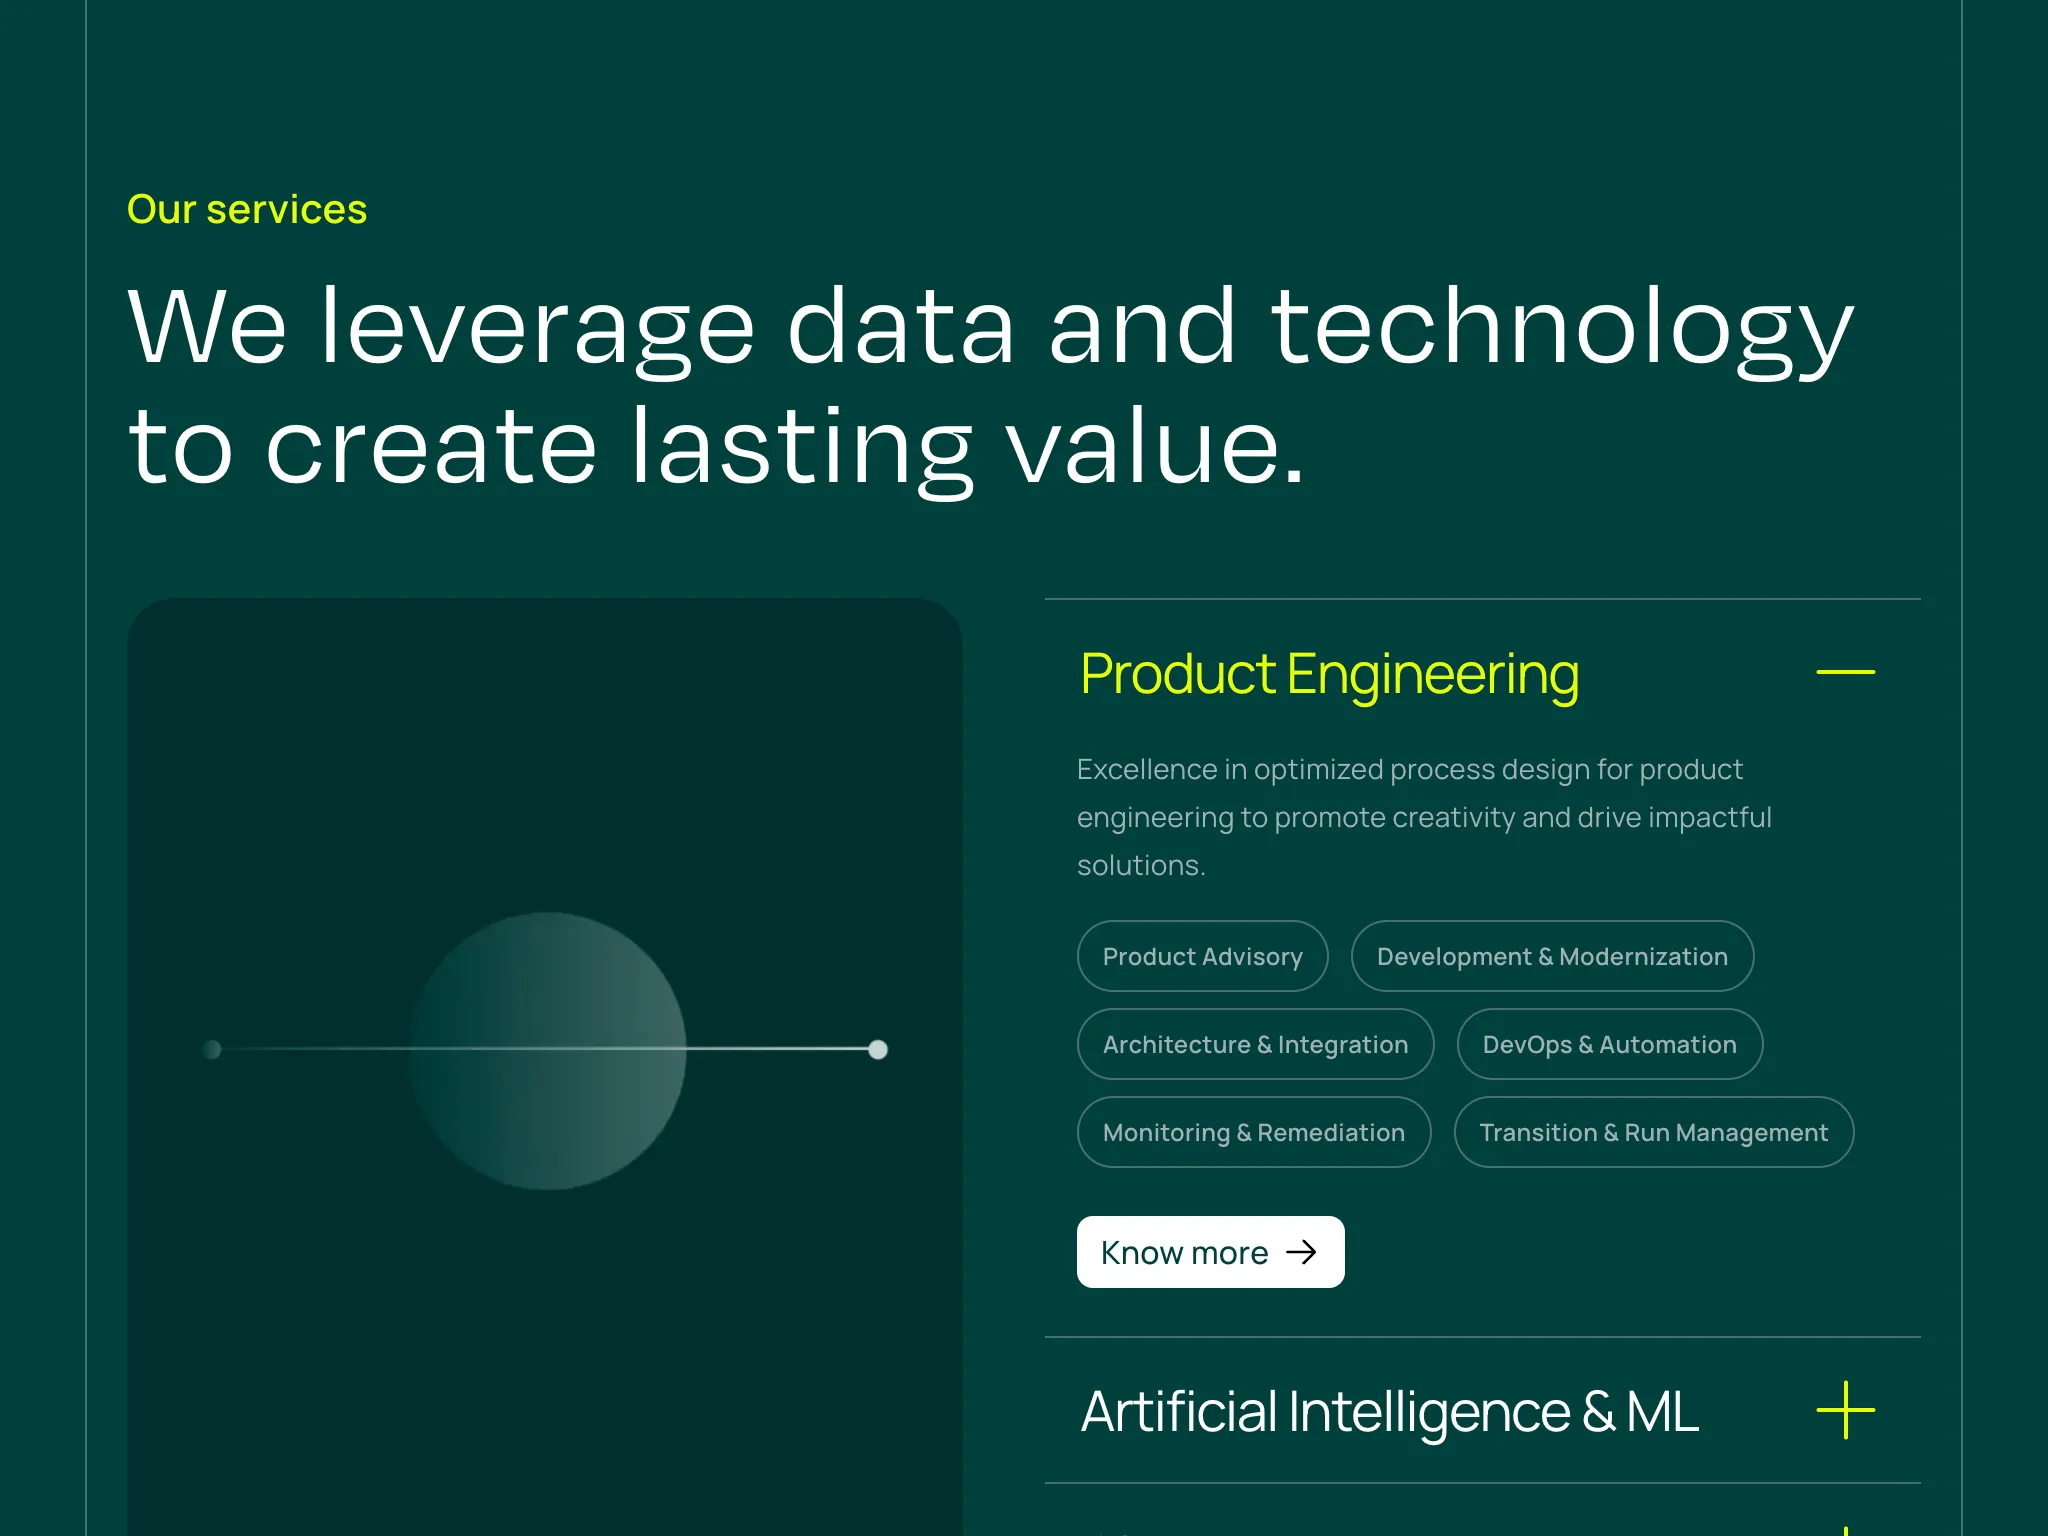 Our services
We leverage data and technology
to create lasting value.
Product Engineering
Excellence in optimized process design for product
engineering to promote creativity and drive impactful
solutions.
Product Advisory
Development & Modernization
Architecture & Integration
DevOps & Automation
Monitoring & Remediation
Transition & Run Management
Know more
Artificial Intelligence & ML